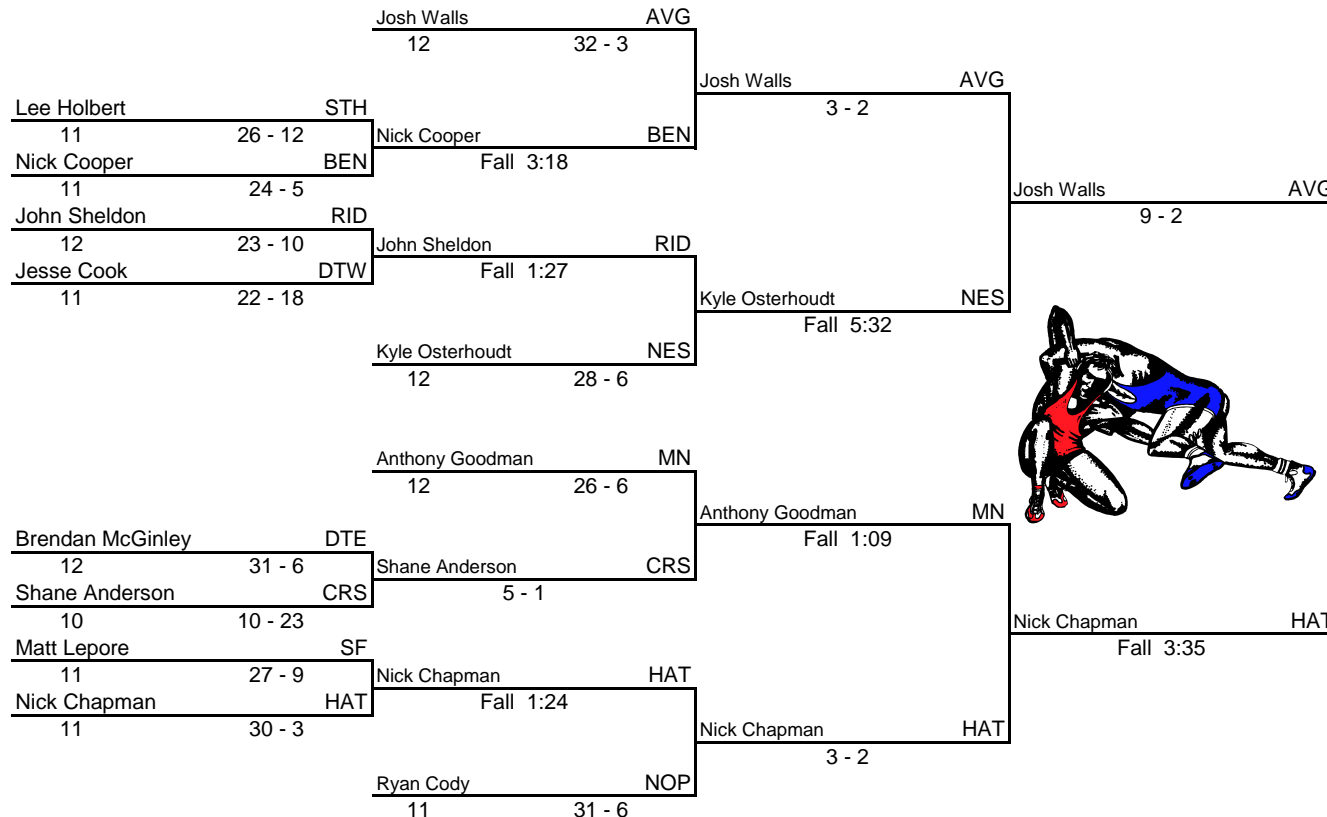 Josh Walls AVG
12 32 - 3
Josh Walls AVG
3 - 2
Lee Holbert STH
11 26 - 12
Nick Cooper BEN
Fall 3:18
Nick Cooper BEN
11 24 - 5
Josh Walls AVG
9 - 2
John Sheldon RID
12 23 - 10
John Sheldon RID
Fall 1:27
Jesse Cook DTW
11 22 - 18
Kyle Osterhoudt NES
Fall 5:32
Kyle Osterhoudt NES
12 28 - 6
Anthony Goodman MN
12 26 - 6
Anthony Goodman MN
Fall 1:09
Brendan McGinley DTE
12 31 - 6
Shane Anderson CRS
5 - 1
Shane Anderson CRS
10 10 - 23
Nick Chapman HAT
Fall 3:35
Matt Lepore SF
11 27 - 9
Nick Chapman HAT
Fall 1:24
Nick Chapman HAT
11 30 - 3
Nick Chapman HAT
3 - 2
Ryan Cody NOP
11 31 - 6